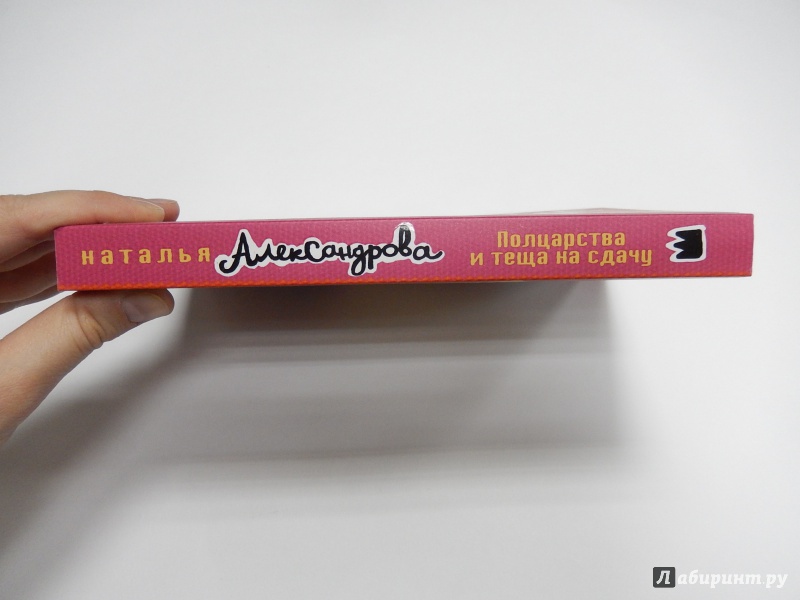 наталья Александрова
Полцарства
и теща на сдачу
Лабиринт.ру